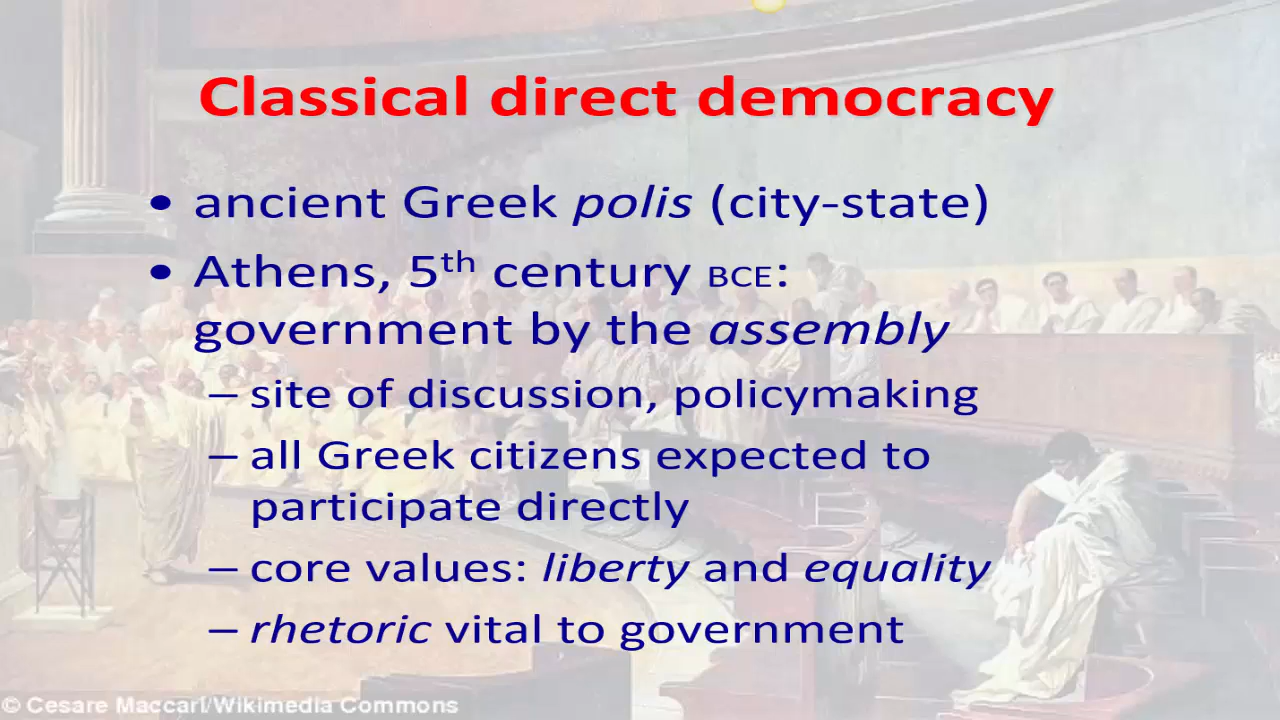 Classical direct democracy
• ancient Greek polis (city-state)
• Athens, 5th century BCE:
government by the assembly
– site of discussion, policymaking
– all Greek citizens expected to
participate directly
– core values: liberty and equality
– rhetoric vital to government
© Cesare Maccari/Wikimedia Commons